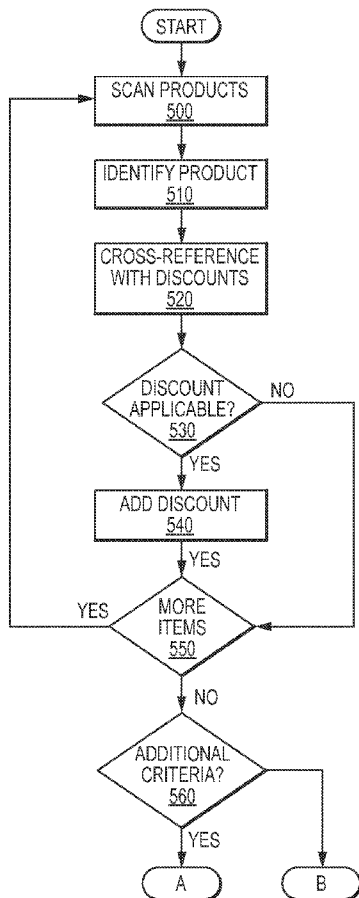 START
SCAN PRODUCTS
500
IDENTIFY PRODUCT
510
CROSS-REFERENCE
WITH DISCOUNTS
520
DISCOUNT
APPLICABLE?
530
NO
YES
ADD DISCOUNT
540
YES
YES
MORE
ITEMS
550
NO
ADDITIONAL
CRITERIA?
560
YES
A
B